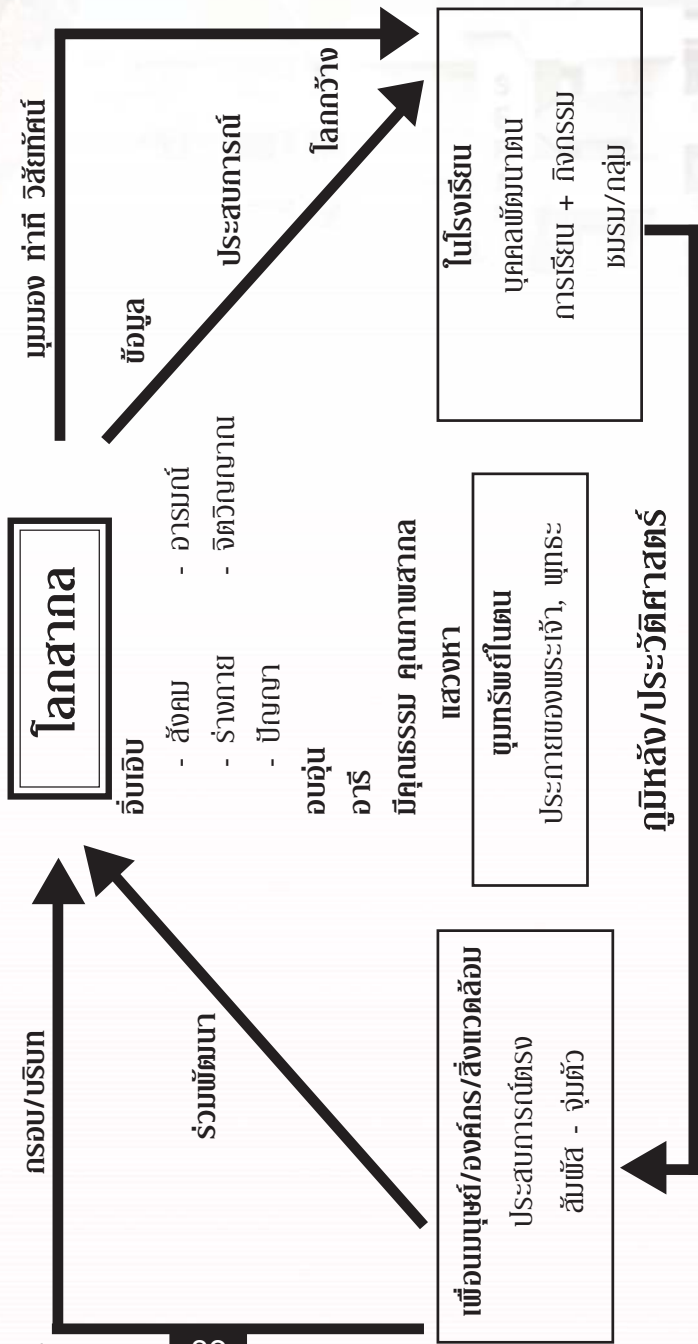 โลกสากล
กรอบ/บริบท
มุมมอง ท่าที วิสัยทัศน์
อิ่บเอิบ
- สังคม - อารมณ์
- ร่างกาย - จิตวิญญาณ
- ปัญญา
อบอุ่น
อารี
มีคุณธรรม คุณภาพสากล
แสวงหา
ร่วมพัฒนา
ข้อมูล
ประสบการณ์
โลกกว้าง
เพื่อนมนุษย์/องค์กร/สิ่งแวดล้อม
ประสบการณ์ตรง
สัมผัส - จุ่มตัว
ขุมทรัพย์ในตน
ประกายของพระเจ้า, พุทธะ
ในโรงเรียน
บุคคลพัฒนาตน
การเรียน + กิจกรรม
ชมรม/กลุ่ม
ภูมิหลัง/ประวัติศาสตร์